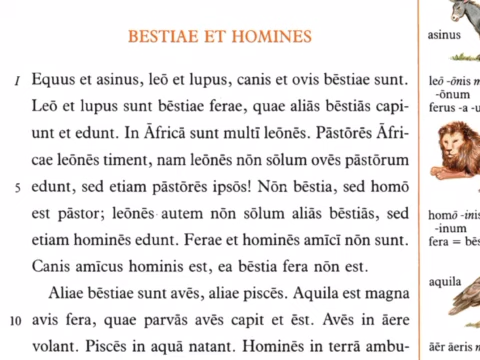 BESTIAE ET HOMINES
1 Equus et asinus, leō et lupus, canis et ovis bēstiae sunt.
Leō et lupus sunt bēstiae ferae, quae aliās bēstiās capi-
unt et edunt. In Āfricā sunt multī leōnēs. Pāstōrēs Āfri-
cae leōnēs timent, nam leōnēs nōn sōlum ovēs pāstōrum
5 edunt, sed etiam pāstōrēs ipsōs! Nōn bēstia, sed homō
est pāstor; leōnēs autem nōn sōlum aliās bēstiās, sed
etiam hominēs edunt. Ferae et hominēs amīcī nōn sunt.
Canis amīcus hominis est, ea bēstia fera nōn est.
Aliae bēstiae sunt avēs, aliae piscēs. Aquila est magna
10 avis fera, quae parvās avēs capit et ēst. Avēs in āere
volant. Piscēs in aquā natant. Hominēs in terrā ambu-
asinus
leō -ōnis m
-ōnum
ferus -a -u
homō -inis
-inum
fera = bēs
aquila
āēr āeris m